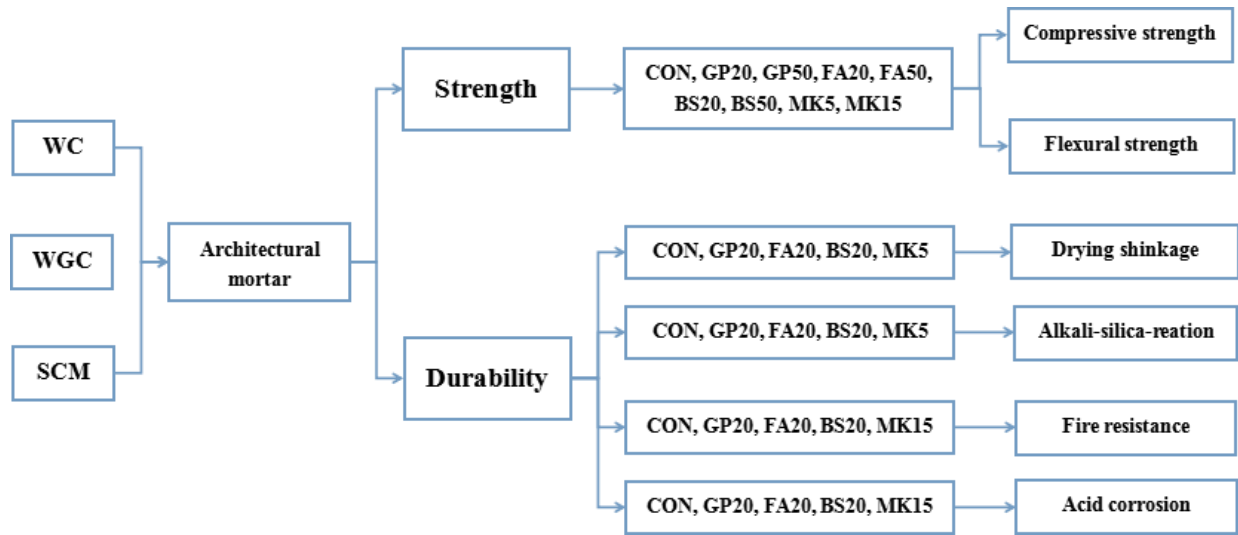 WC
WGC
SCM
Architectural
mortar
Strength
CON, GP20, GP50, FA20, FA50,
BS20, BS50, MK5, MK15
Compressive strength
Flexural strength
Durability
CON, GP20, FA20, BS20, MK5
Drying shinkage
CON, GP20, FA20, BS20, MK5
Alkali-silica-reation
CON, GP20, FA20, BS20, MK15
Fire resistance
CON, GP20, FA20, BS20, MK15
Acid corrosion